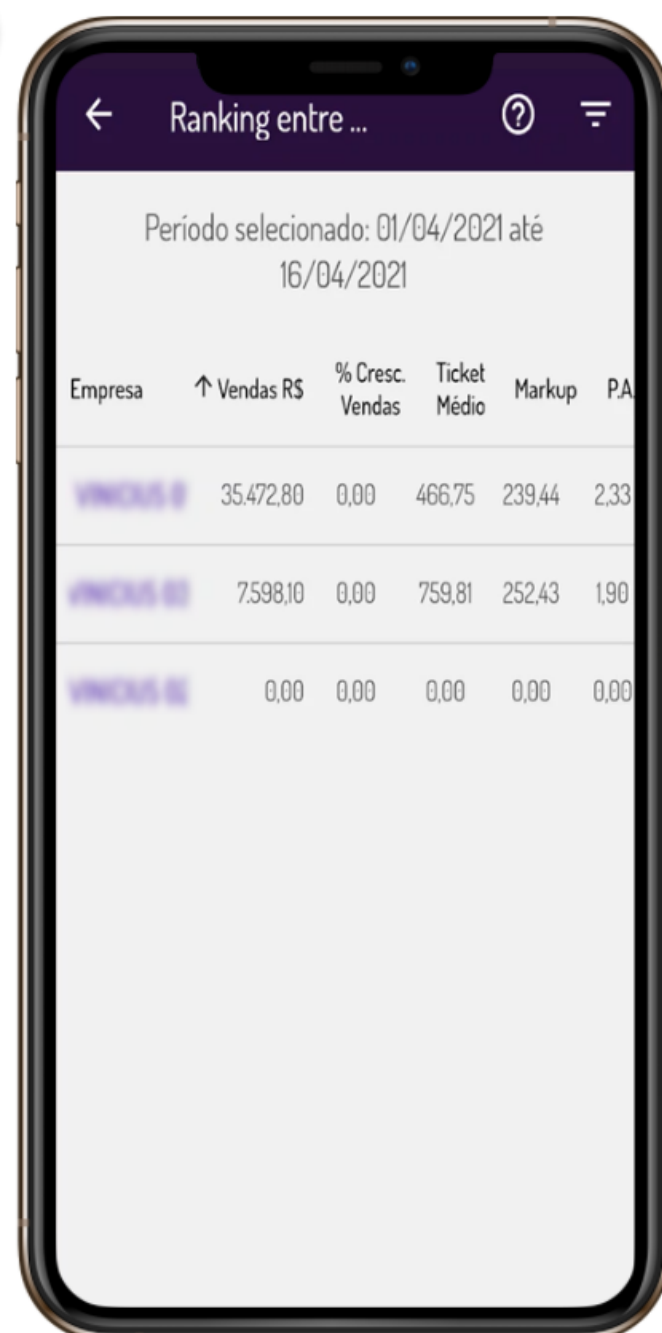 Ranking entre ...
Período selecionado: 01/04/2021 até
16/04/2021
Empresa ↑ Vendas R$ % Cresc. Vendas Ticket Médio Markup P.A.
35.472,80 0,00 466,75 239,44 2,33
7.598,10 0,00 759,81 252,43 1,90
0,00 0,00 0,00 0,00 0,00